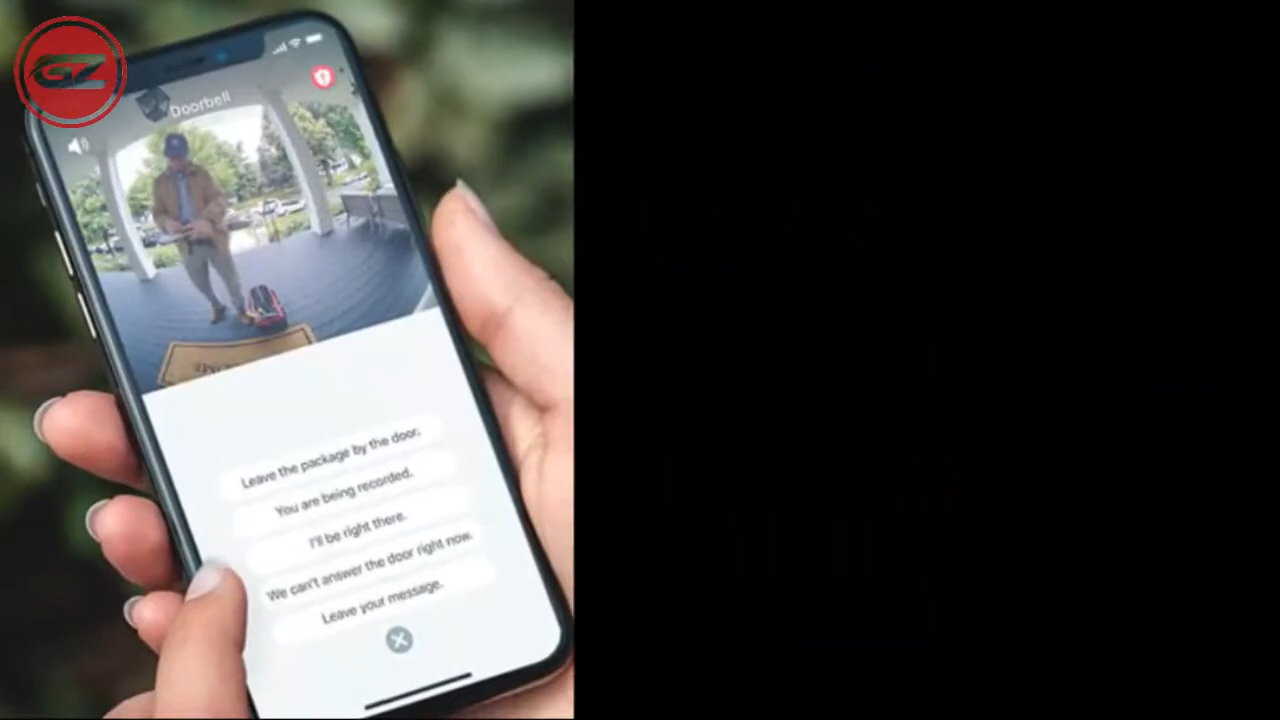 GZ
Doorbell
Leave the package by the door.
You are being recorded.
I'll be right there.
We can't answer the door right now.
Leave your message.